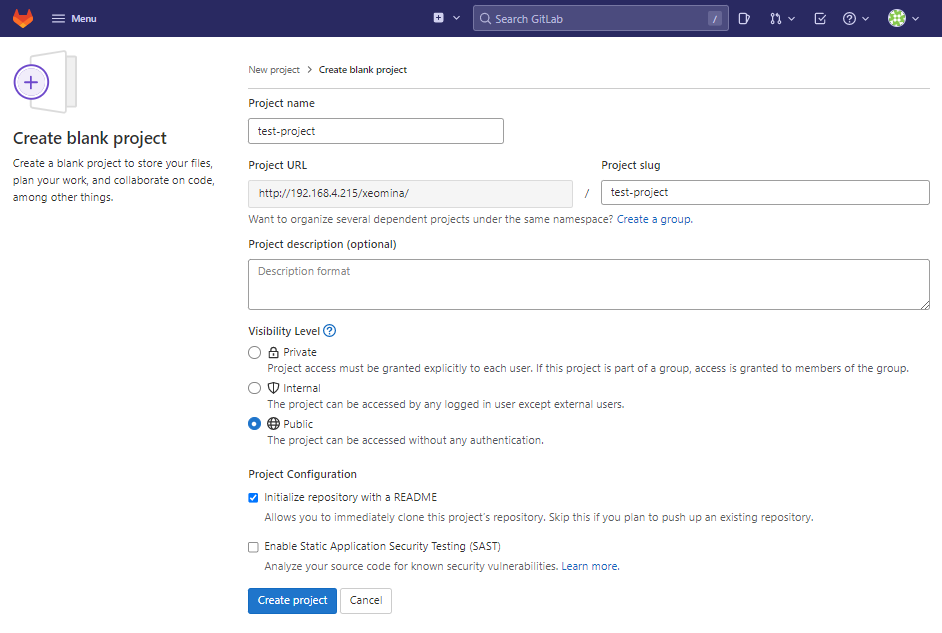 Menu
Search GitLab
/
New project > Create blank project
Create blank project
Create a blank project to store your files,
plan your work, and collaborate on code,
among other things.
Project name
test-project
Project URL
Project slug
http://192.168.4.215/xeomina/
/
test-project
Want to organize several dependent projects under the same namespace? Create a group.
Project description (optional)
Description format
Visibility Level
Private
Project access must be granted explicitly to each user. If this project is part of a group, access is granted to members of the group.
Internal
The project can be accessed by any logged in user except external users.
Public
The project can be accessed without any authentication.
Project Configuration
Initialize repository with a README
Allows you to immediately clone this project's repository. Skip this if you plan to push up an existing repository.
Enable Static Application Security Testing (SAST)
Analyze your source code for known security vulnerabilities. Learn more.
Create project
Cancel